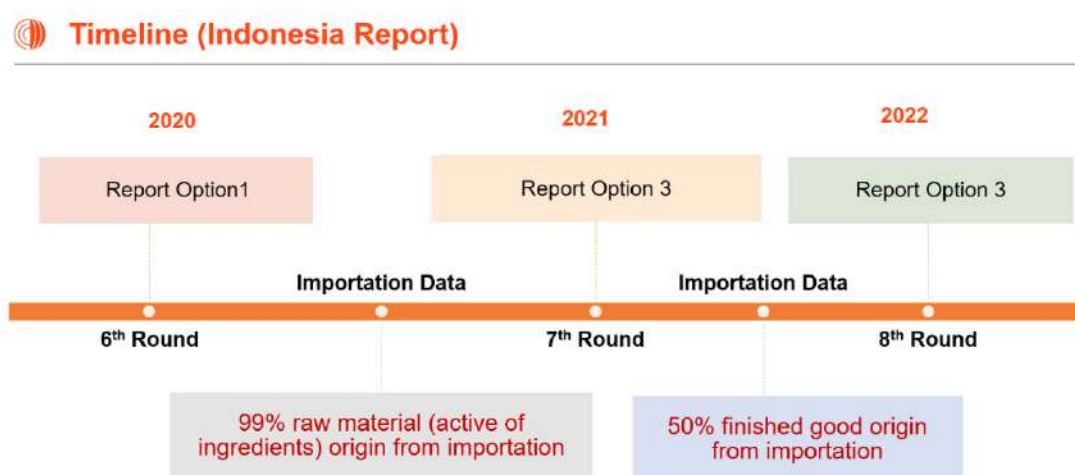 Timeline (Indonesia Report)
2020
2021
2022
Report Option1
Report Option 3
Report Option 3
Importation Data
Importation Data
6th Round
7th Round
8th Round
99% raw material (active of
ingredients) origin from importation
50% finished good origin
from importation